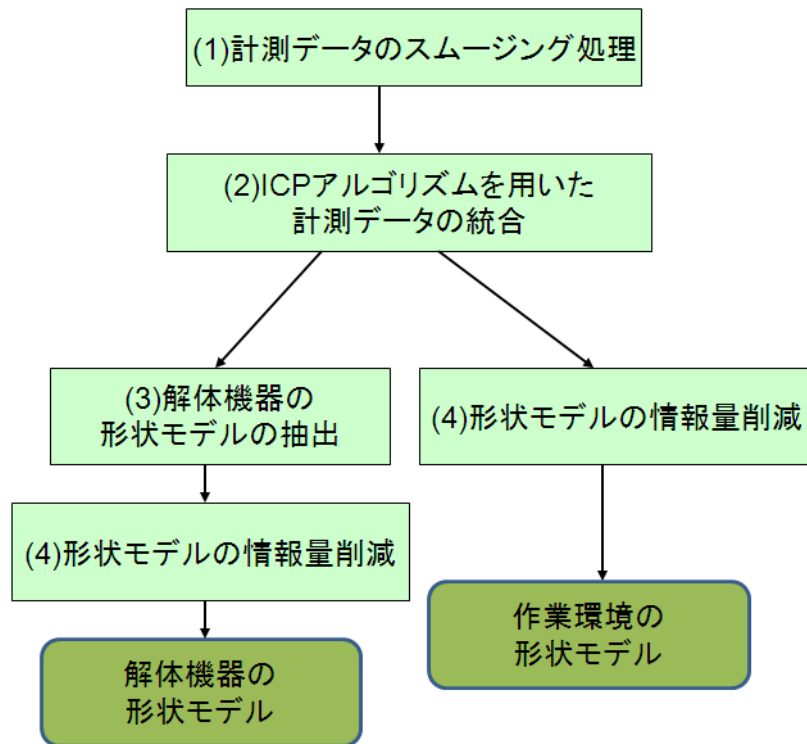 (1)計測データのスムージング処理
(2)ICPアルゴリズムを用いた
計測データの統合
(3)解体機器の
形状モデルの抽出
(4)形状モデルの情報量削減
(4)形状モデルの情報量削減
作業環境の
形状モデル
解体機器の
形状モデル